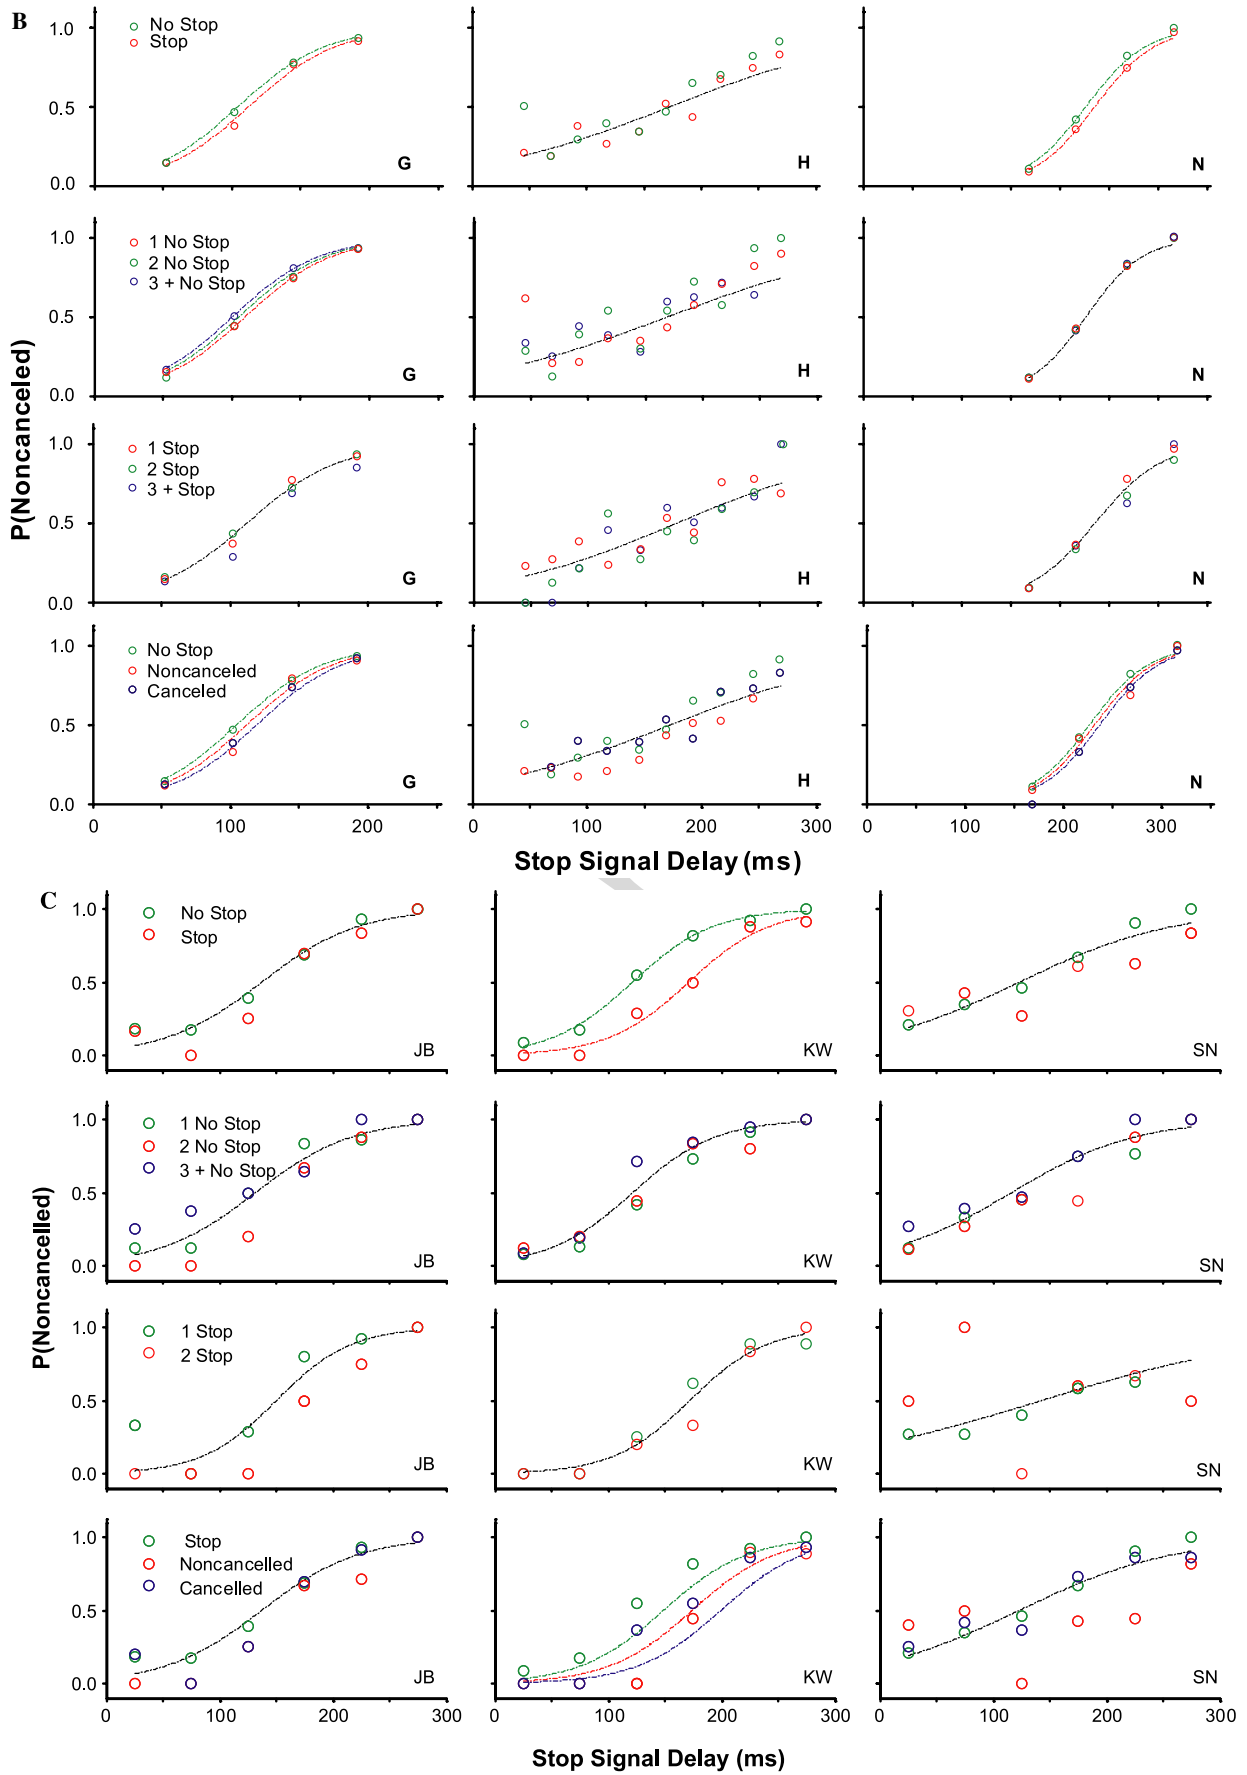 B
No Stop
Stop
1.0
0.5
0.0
G
H
N
1 No Stop
2 No Stop
3 + No Stop
1.0
0.5
0.0
G
H
N
P(Noncanceled)
1 Stop
2 Stop
3 + Stop
1.0
0.5
0.0
G
H
N
No Stop
Noncanceled
Canceled
1.0
0.5
0.0
G
H
N
0 100 200
0 100 200 300
0 100 200 300
Stop Signal Delay (ms)
C
No Stop
Stop
1.0
0.5
0.0
JB
KW
SN
1 No Stop
2 No Stop
3 + No Stop
1.0
0.5
0.0
JB
KW
SN
P(Noncancelled)
1 Stop
2 Stop
1.0
0.5
0.0
JB
KW
SN
Stop
Noncancelled
Cancelled
1.0
0.5
0.0
JB
KW
SN
0 100 200 300
0 100 200 300
0 100 200 300
Stop Signal Delay (ms)